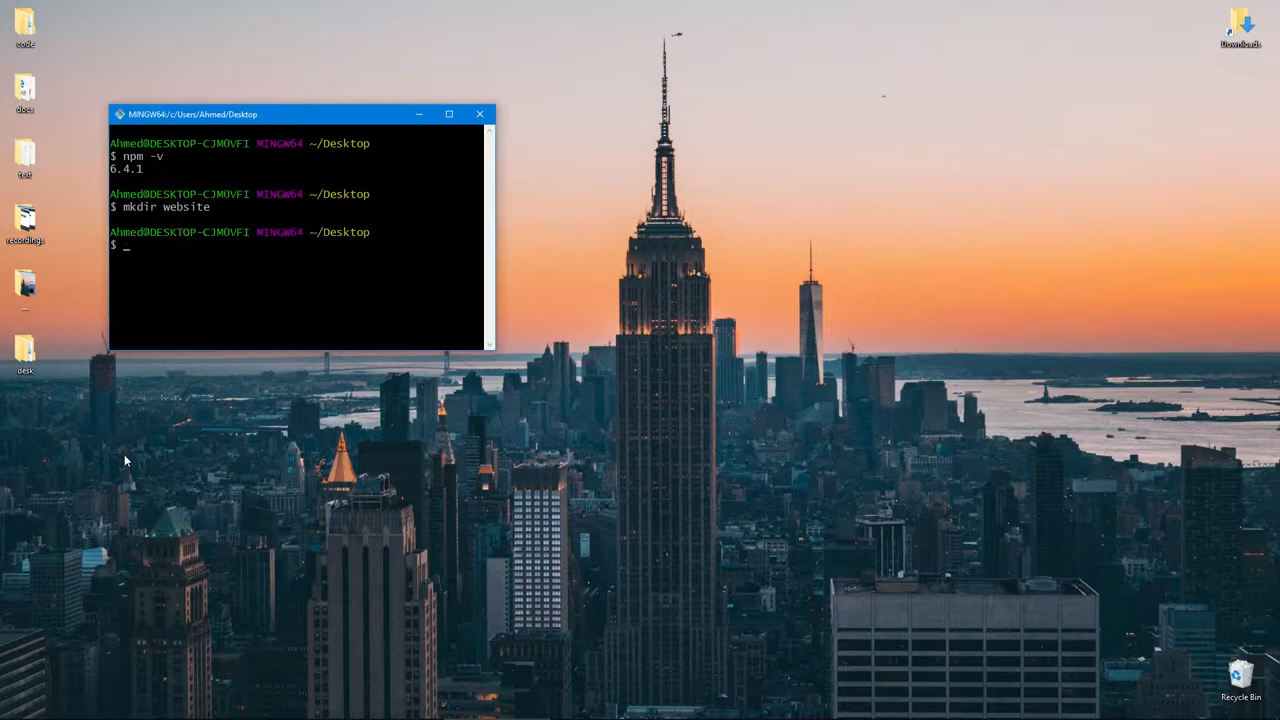 code
docs
text
recordings
...
desk
Downloads
MINGW64:/c/Users/Ahmed/Desktop
Ahmed@DESKTOP-CJMOVFI MINGW64 ~/Desktop
$ npm -v
6.4.1
Ahmed@DESKTOP-CJMOVFI MINGW64 ~/Desktop
$ mkdir website
Ahmed@DESKTOP-CJMOVFI MINGW64 ~/Desktop
$ _
Recycle Bin